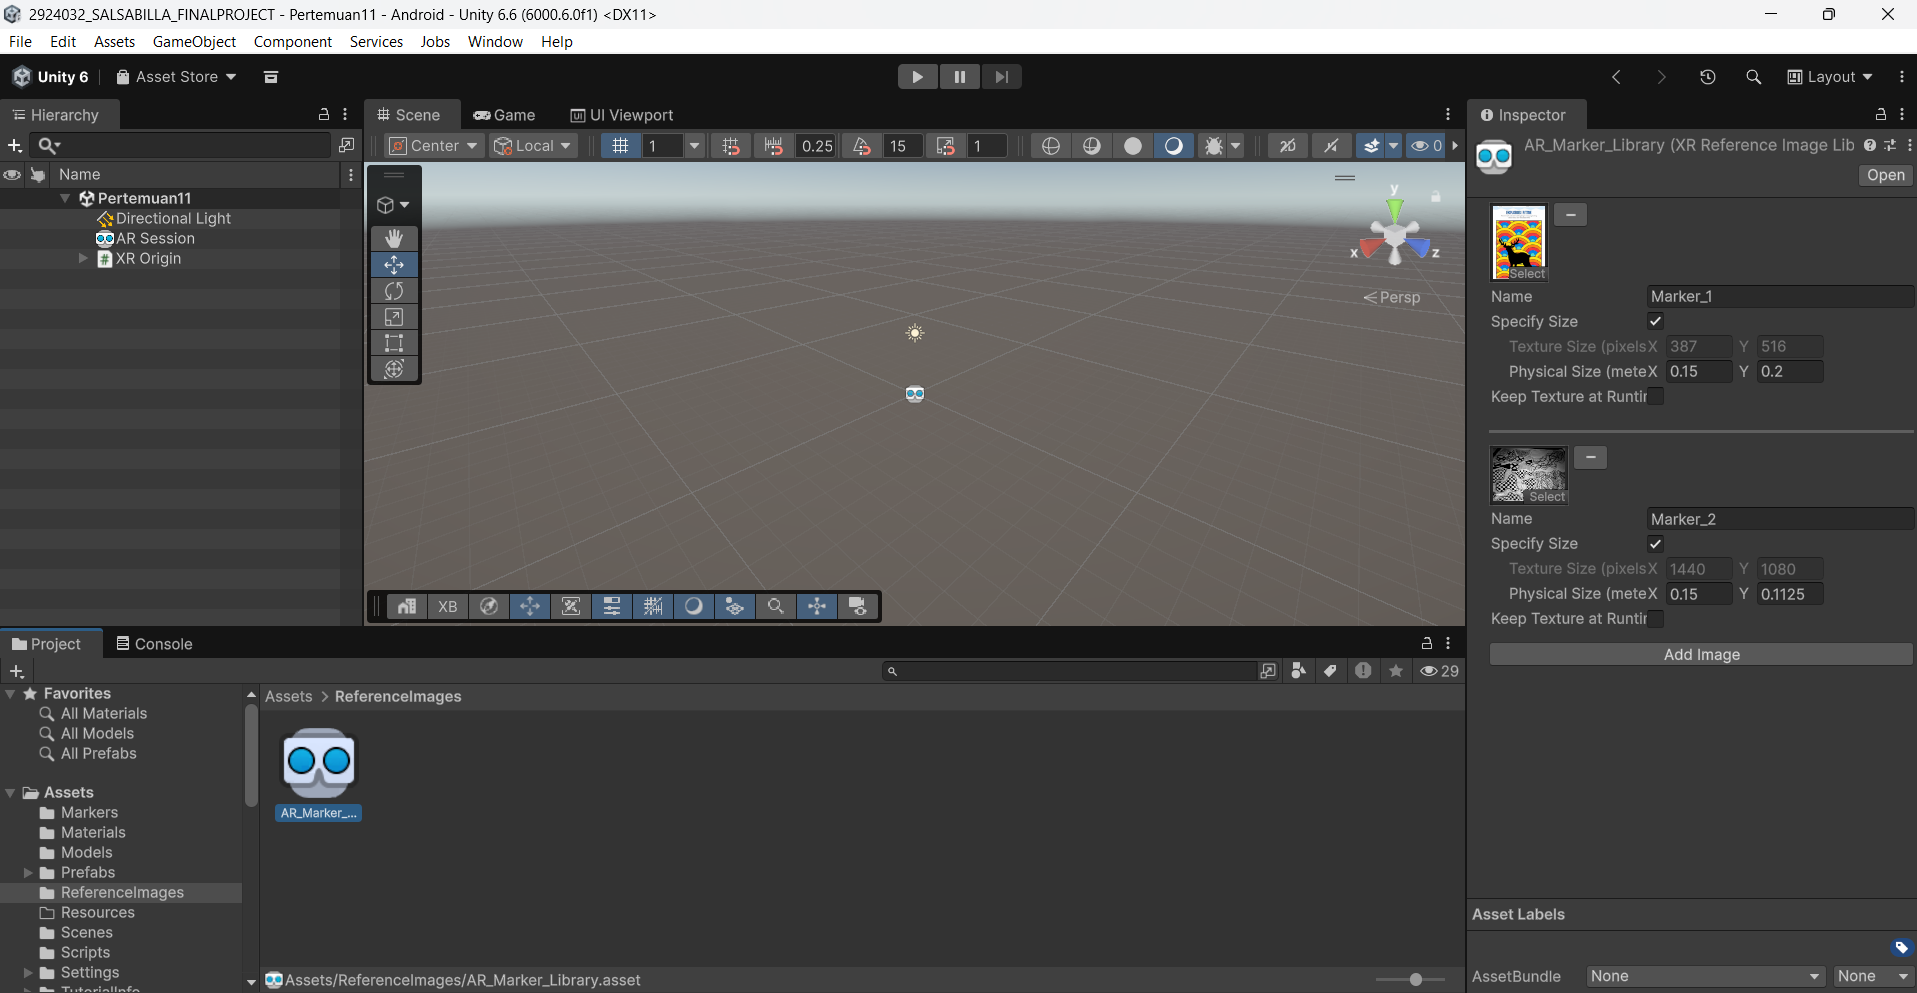 2924032_SALSABILLA_FINALPROJECT - Pertemuan11 - Android - Unity 6.6 (6000.6.0f1) <DX11>
File Edit Assets GameObject Component Services Jobs Window Help
Unity 6 Asset Store Layout
Hierarchy
Scene Game UI Viewport
Inspector
Center Local 1 0.25 15 1 2D 0
AR_Marker_Library (XR Reference Image Lib
Open
Name
Pertemuan11
Directional Light
AR Session
XR Origin
y
x z
Persp
Select
Name Marker_1
Specify Size
Texture Size (pixels X 387 Y 516
Physical Size (mete X 0.15 Y 0.2
Keep Texture at Runtir
Select
Name Marker_2
Specify Size
Texture Size (pixels X 1440 Y 1080
Physical Size (mete X 0.15 Y 0.1125
Keep Texture at Runtir
Add Image
XB
Project Console
29
Favorites
All Materials
All Models
All Prefabs
Assets
Markers
Materials
Models
Prefabs
ReferenceImages
Resources
Scenes
Scripts
Settings
TutorialInfo
Assets > ReferenceImages
AR_Marker_...
Assets/ReferenceImages/AR_Marker_Library.asset
Asset Labels
AssetBundle None None